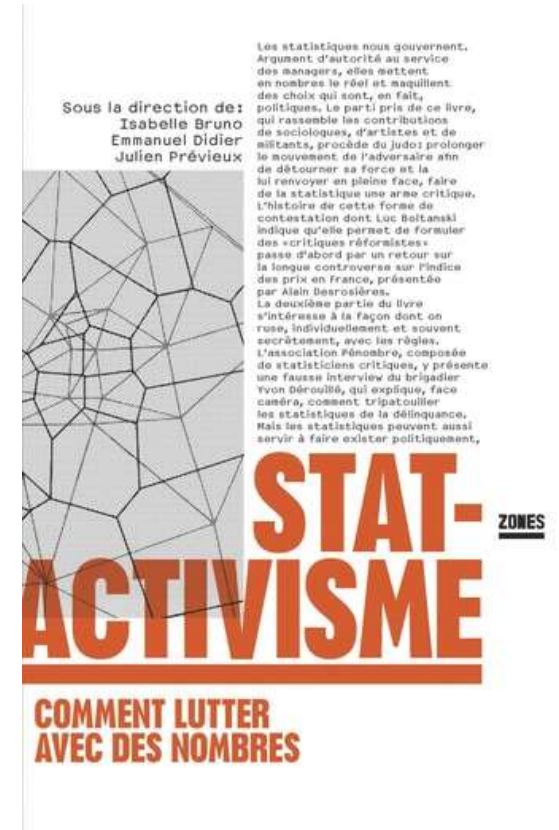 Sous la direction de:
Isabelle Bruno
Emmanuel Didier
Julien Prévieux
Les statistiques nous gouvernent.
Argument d'autorité au service
des managers, elles mettent
en nombres le réel et maquillent
des choix qui sont, en fait,
politiques. Le parti pris de ce livre,
qui rassemble les contributions
de sociologues, d'artistes et de
militants, procède du judo: prolonger
le mouvement de l'adversaire afin
de détourner sa force et la
lui renvoyer en pleine face, faire
de la statistique une arme critique.
L'histoire de cette forme de
contestation dont Luc Boltanski
indique qu'elle permet de formuler
des «critiques réformistes»
passe d'abord par un retour sur
la longue controverse sur l'indice
des prix en France, présentée
par Alain Desrosières.
La deuxième partie du livre
s'intéresse à la façon dont on
ruse, individuellement et souvent
secrètement, avec les règles.
L'association Pénombre, composée
de statisticiens critiques, y présente
une fausse interview du brigadier
Yvon Dérouillé, qui explique, face
caméra, comment tripatouiller
les statistiques de la délinquance.
Mais les statistiques peuvent aussi
servir à faire exister politiquement,
STAT-
ZONES
ACTIVISME
COMMENT LUTTER
AVEC DES NOMBRES